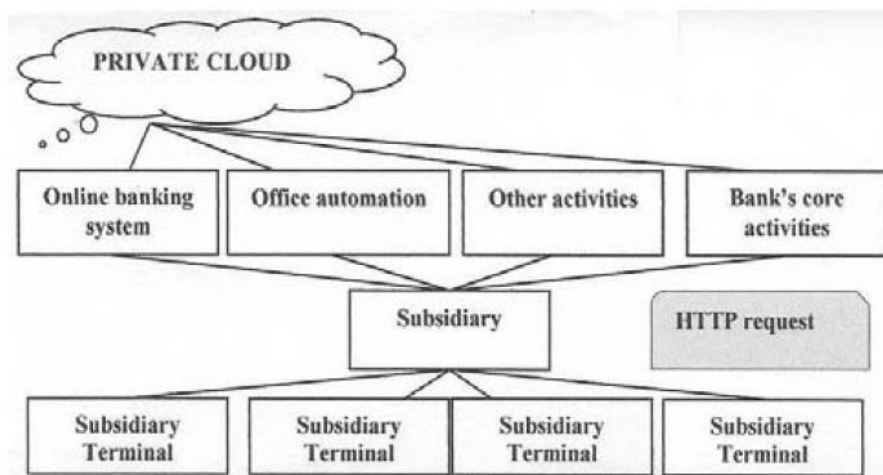 PRIVATE CLOUD
Online banking
system
Office automation
Other activities
Bank's core
activities
Subsidiary
HTTP request
Subsidiary
Terminal
Subsidiary
Terminal
Subsidiary
Terminal
Subsidiary
Terminal